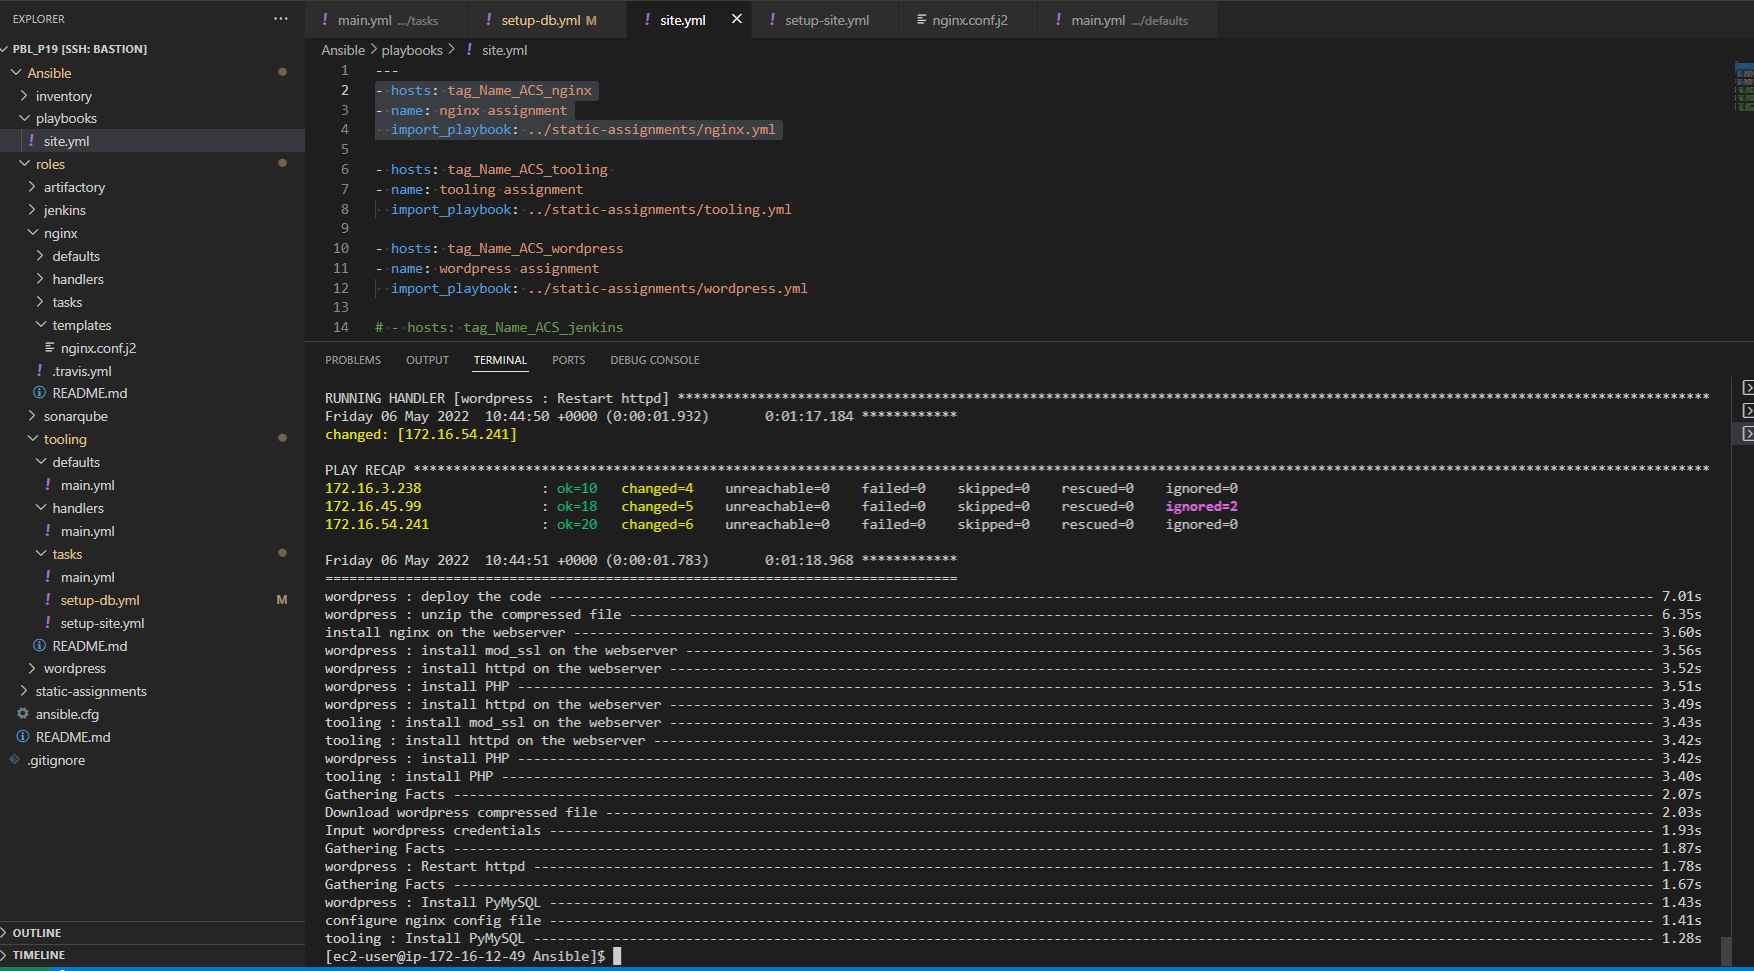 EXPLORER
PBL_P19 [SSH: BASTION]
Ansible
inventory
playbooks
! site.yml
roles
artifactory
jenkins
nginx
defaults
handlers
tasks
templates
nginx.conf.j2
! .travis.yml
README.md
sonarqube
tooling
defaults
! main.yml
handlers
! main.yml
tasks
! main.yml
! setup-db.yml M
! setup-site.yml
README.md
wordpress
static-assignments
ansible.cfg
README.md
.gitignore
OUTLINE
TIMELINE
! main.yml .../tasks ! setup-db.yml M ! site.yml ! setup-site.yml nginx.conf.j2 ! main.yml .../defaults
Ansible > playbooks > ! site.yml
1 ---
2 - hosts: tag_Name_ACS_nginx
3 - name: nginx assignment
4 import_playbook: ../static-assignments/nginx.yml
5
6 - hosts: tag_Name_ACS_tooling
7 - name: tooling assignment
8 import_playbook: ../static-assignments/tooling.yml
9
10 - hosts: tag_Name_ACS_wordpress
11 - name: wordpress assignment
12 import_playbook: ../static-assignments/wordpress.yml
13
14 # - hosts: tag_Name_ACS_jenkins
PROBLEMS OUTPUT TERMINAL PORTS DEBUG CONSOLE
RUNNING HANDLER [wordpress : Restart httpd] *********************************************************************************************************************************
Friday 06 May 2022 10:44:50 +0000 (0:00:01.932) 0:01:17.184 ************
changed: [172.16.54.241]
PLAY RECAP ******************************************************************************************************************************************************************
172.16.3.238 : ok=10 changed=4 unreachable=0 failed=0 skipped=0 rescued=0 ignored=0
172.16.45.99 : ok=18 changed=5 unreachable=0 failed=0 skipped=0 rescued=0 ignored=2
172.16.54.241 : ok=20 changed=6 unreachable=0 failed=0 skipped=0 rescued=0 ignored=0
Friday 06 May 2022 10:44:51 +0000 (0:00:01.783) 0:01:18.968 ************
===============================================================================
wordpress : deploy the code --- 7.01s
wordpress : unzip the compressed file --- 6.35s
install nginx on the webserver --- 3.60s
wordpress : install mod_ssl on the webserver --- 3.56s
wordpress : install httpd on the webserver --- 3.52s
wordpress : install PHP --- 3.51s
wordpress : install httpd on the webserver --- 3.49s
tooling : install mod_ssl on the webserver --- 3.43s
tooling : install httpd on the webserver --- 3.42s
wordpress : install PHP --- 3.42s
tooling : install PHP --- 3.40s
Gathering Facts --- 2.07s
Download wordpress compressed file --- 2.03s
Input wordpress credentials --- 1.93s
Gathering Facts --- 1.87s
wordpress : Restart httpd --- 1.78s
Gathering Facts --- 1.67s
wordpress : Install PyMySQL --- 1.43s
configure nginx config file --- 1.41s
tooling : Install PyMySQL --- 1.28s
[ec2-user@ip-172-16-12-49 Ansible]$